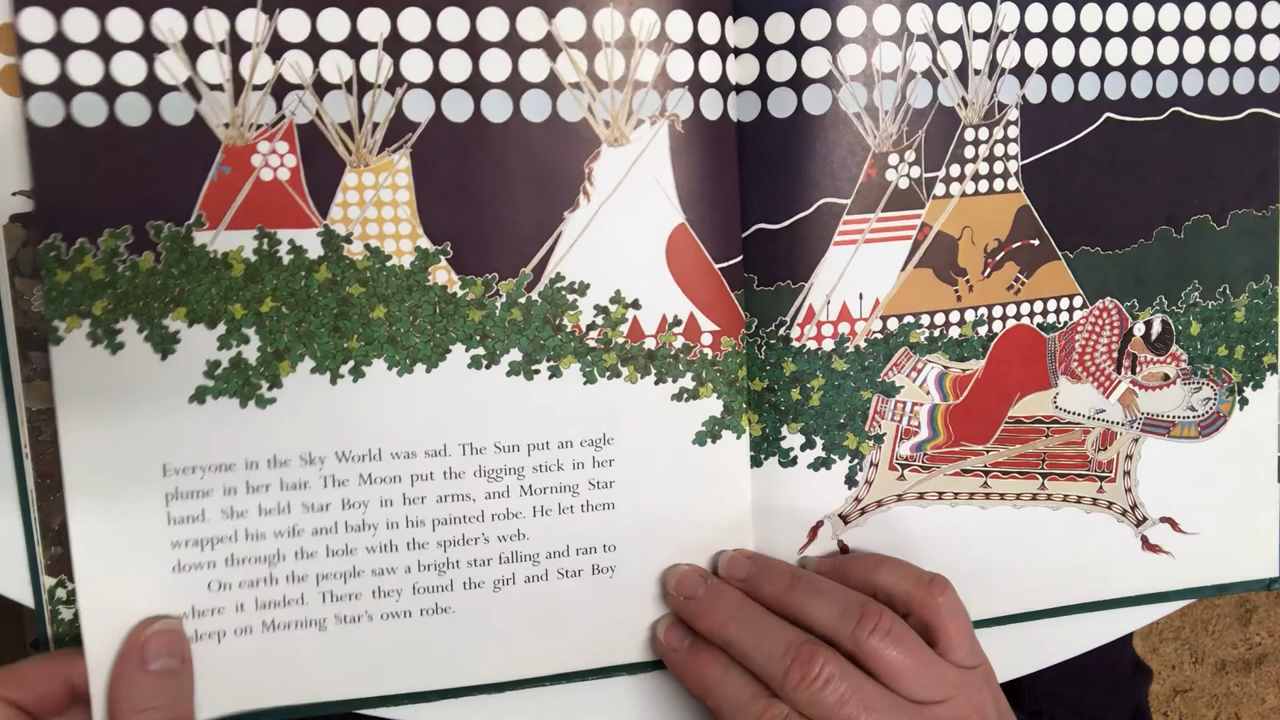 Everyone in the Sky World was sad. The Sun put an eagle
plume in her hair. The Moon put the digging stick in her
hand. She held Star Boy in her arms, and Morning Star
wrapped his wife and baby in his painted robe. He let them
down through the hole with the spider's web.
On earth the people saw a bright star falling and ran to
where it landed. There they found the girl and Star Boy
sleep on Morning Star's own robe.